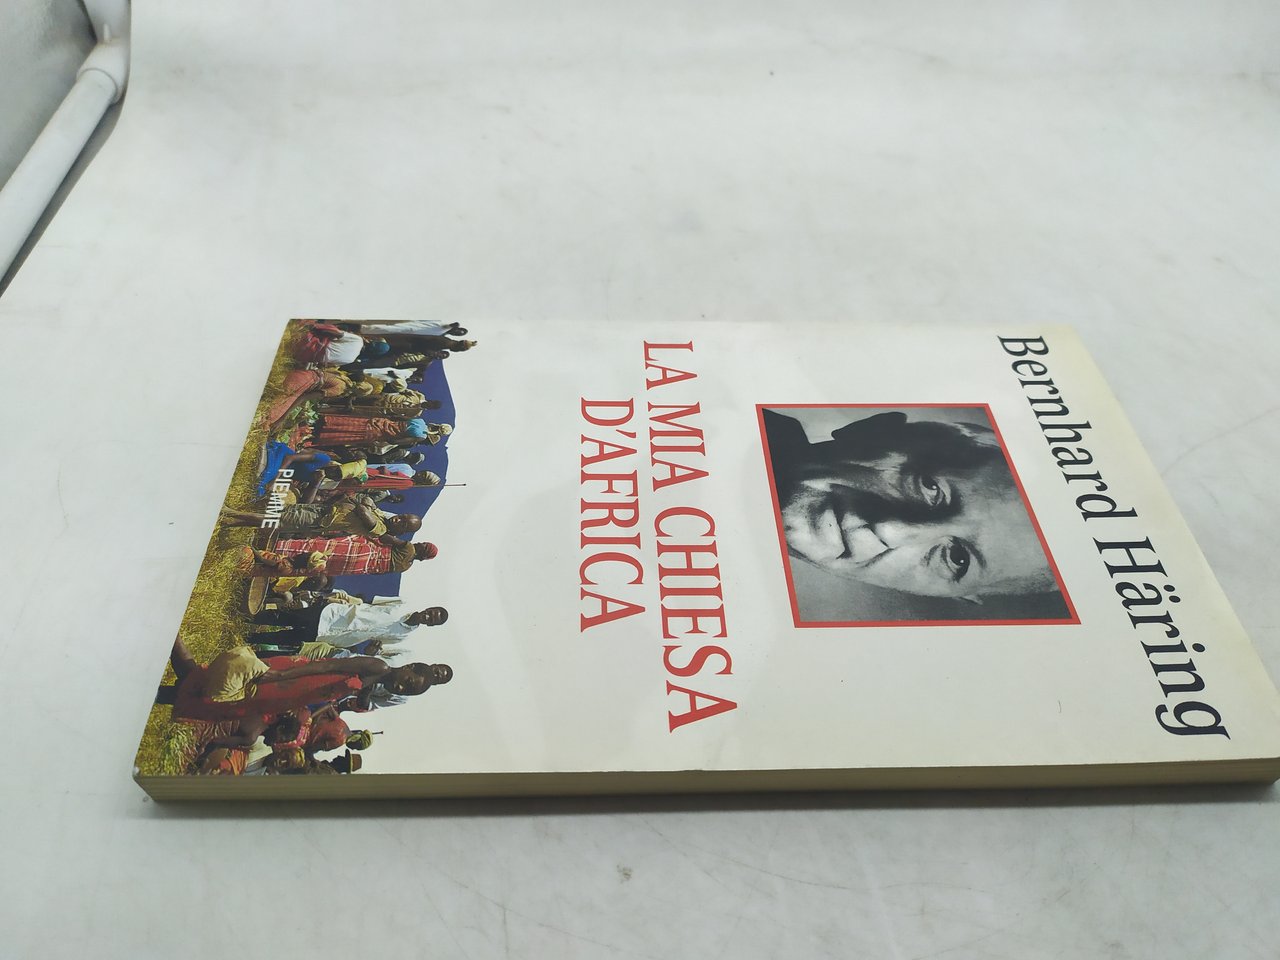 Bernhard Häring
LA MIA CHIESA
D'AFRICA
PIEMME